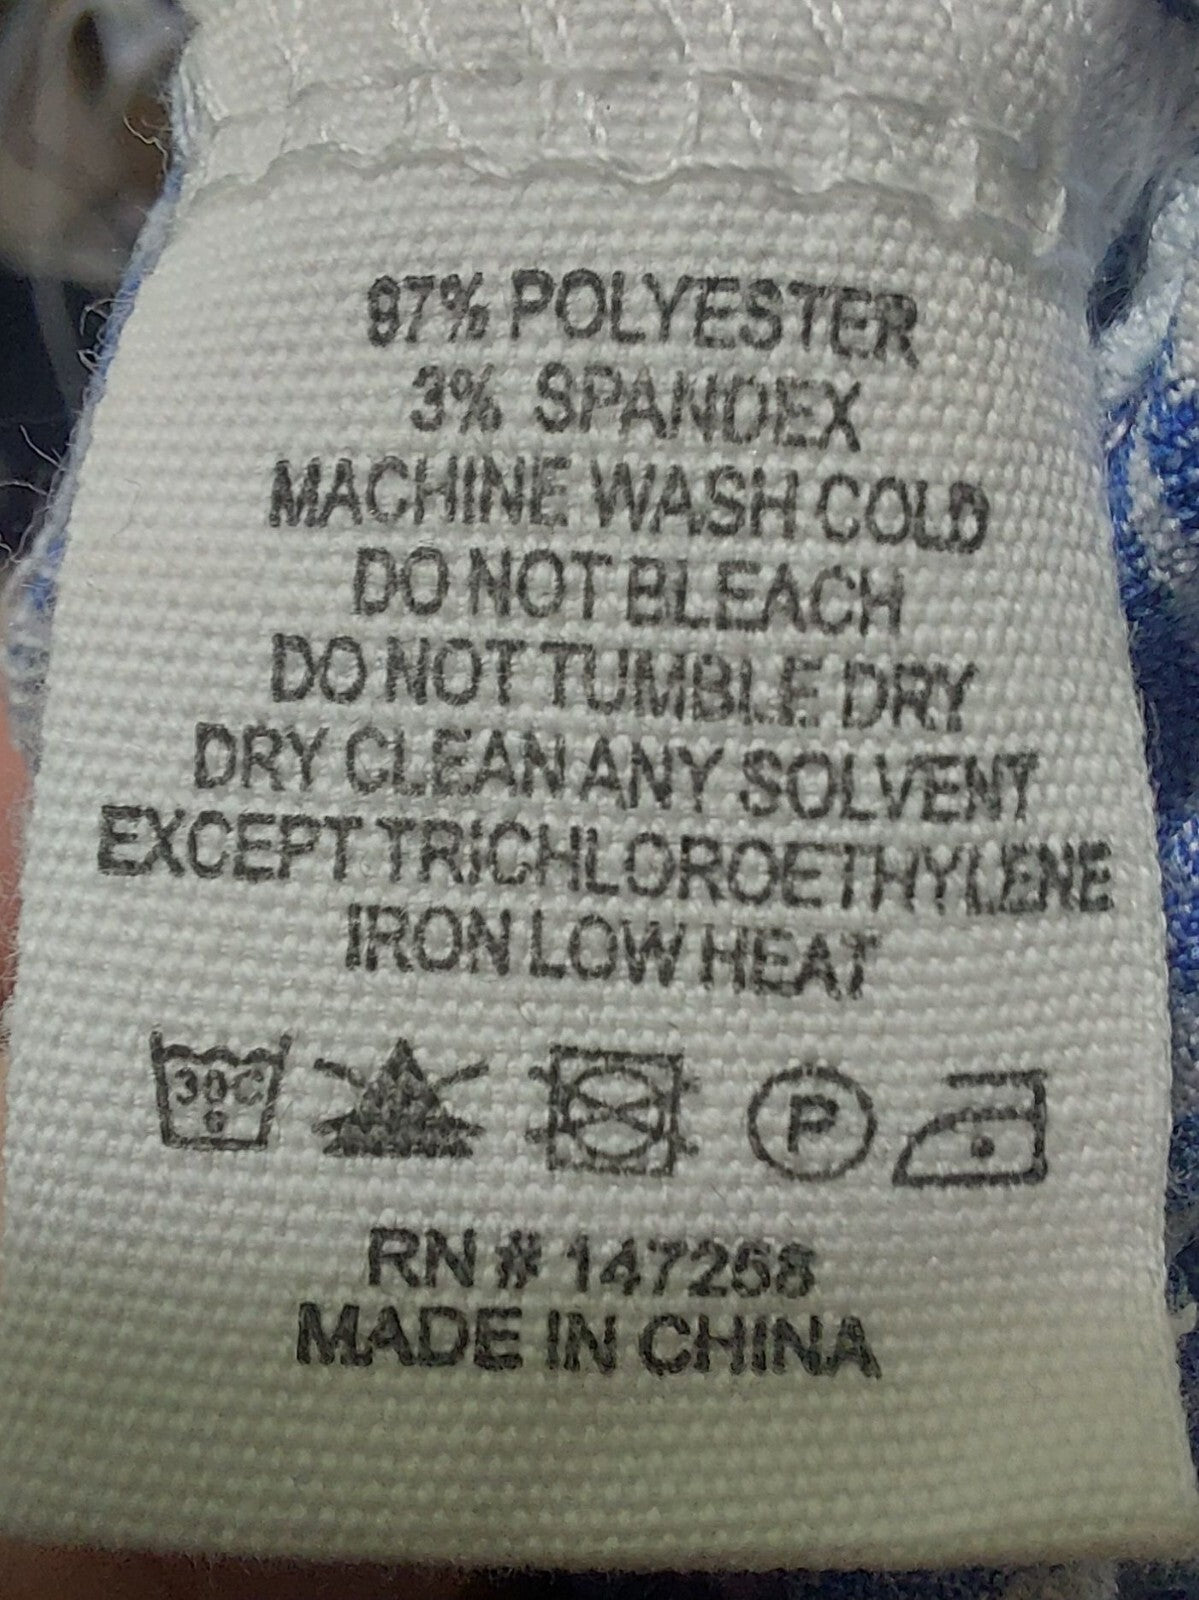 97% POLYESTER
3% SPANDEX
MACHINE WASH COLD
DO NOT BLEACH
DO NOT TUMBLE DRY
DRY CLEAN ANY SOLVENT
EXCEPT TRICHLOROETHYLENE
IRON LOW HEAT
30C P
RN # 147258
MADE IN CHINA